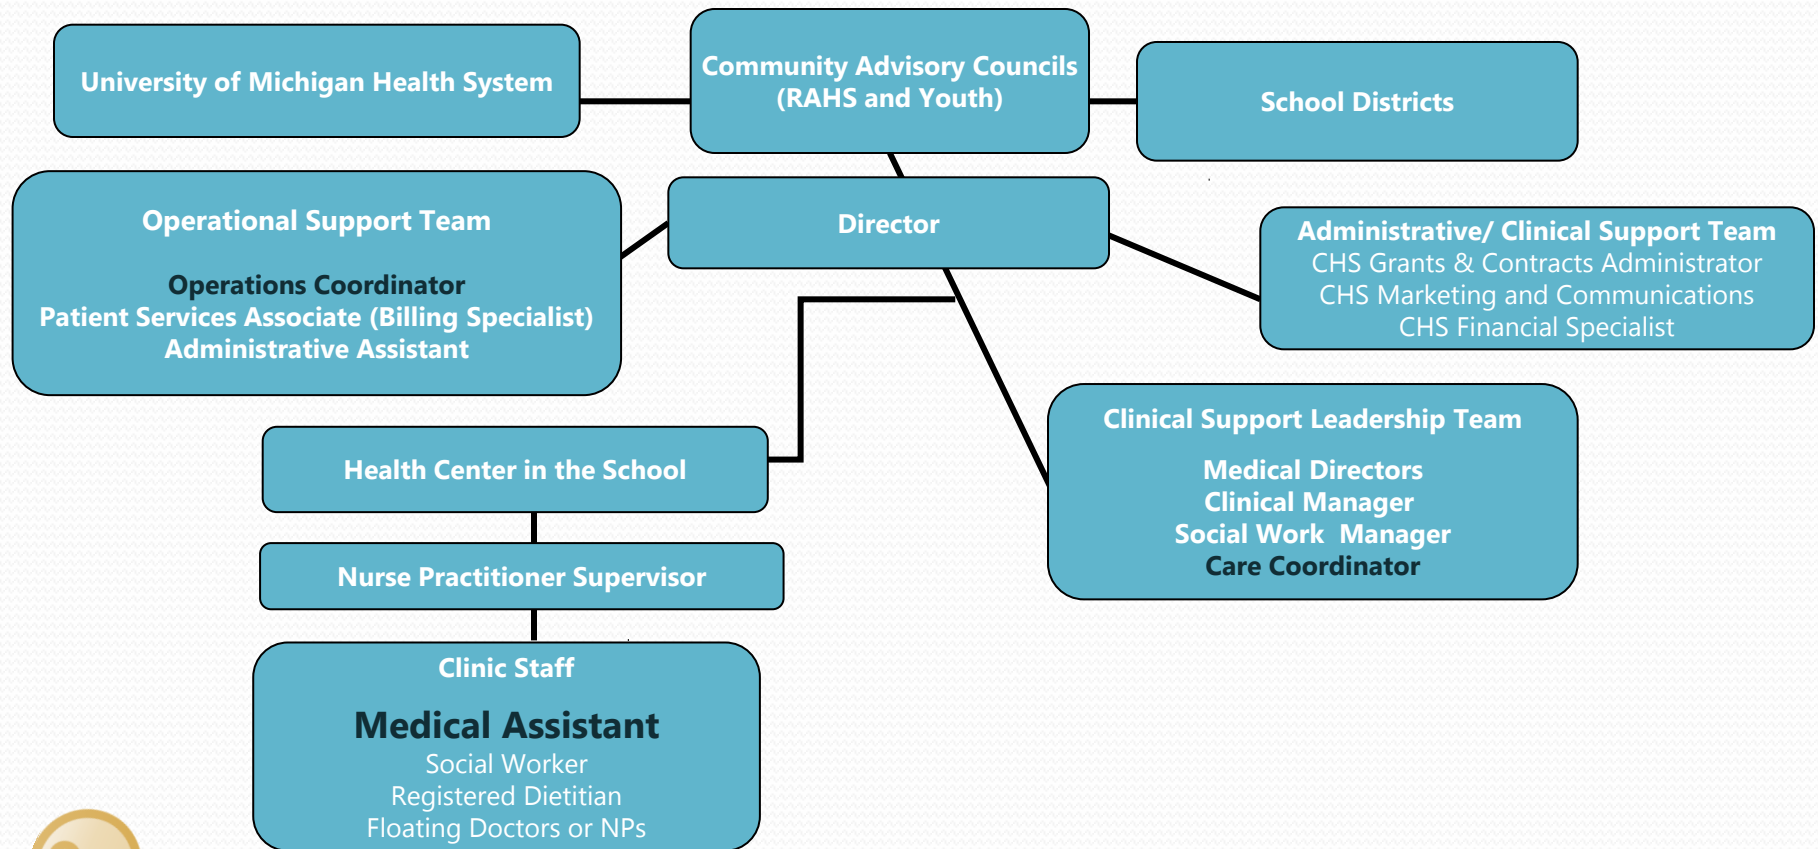 University of Michigan Health System
Community Advisory Councils
(RAHS and Youth)
School Districts
Operational Support Team
Operations Coordinator
Patient Services Associate (Billing Specialist)
Administrative Assistant
Director
Administrative/ Clinical Support Team
CHS Grants & Contracts Administrator
CHS Marketing and Communications
CHS Financial Specialist
Health Center in the School
Clinical Support Leadership Team
Medical Directors
Clinical Manager
Social Work  Manager
Care Coordinator
Nurse Practitioner Supervisor
Clinic Staff
Medical Assistant
Social Worker
Registered Dietitian
Floating Doctors or NPs